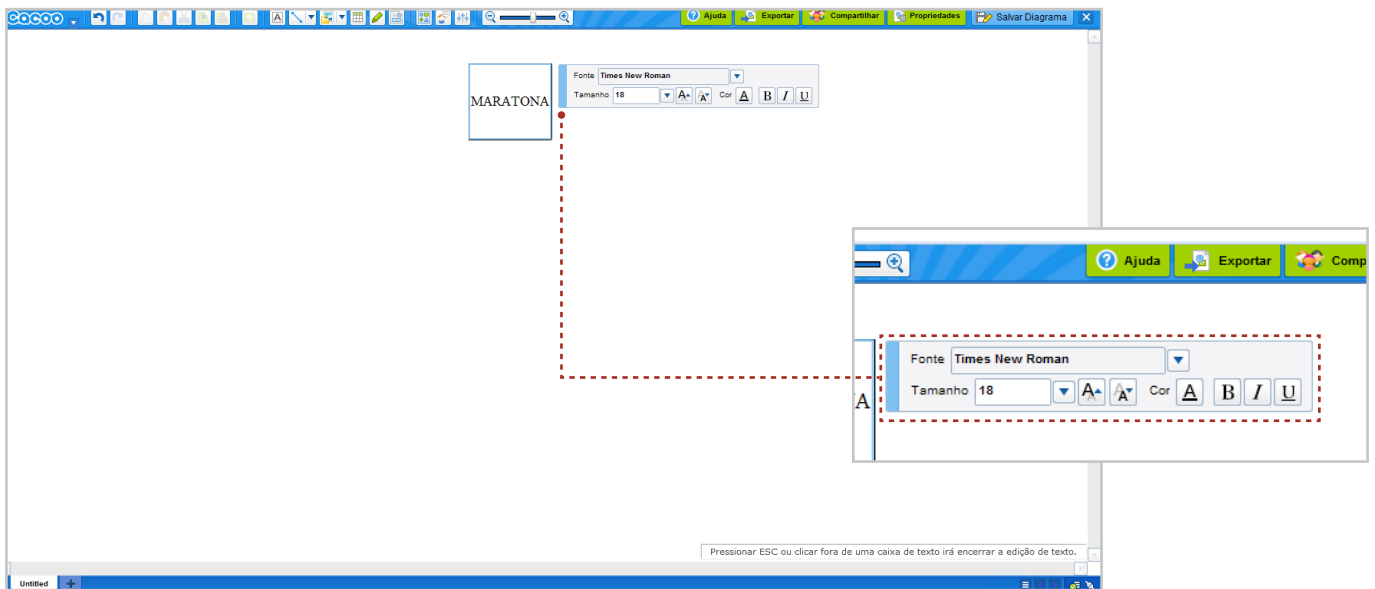 cacoo
Ajuda Exportar Compartilhar Propriedades Salvar Diagrama X
MARATONA
Fonte Times New Roman
Tamanho 18 A A Cor A B I U
Ajuda Exportar Comp
Fonte Times New Roman
A Tamanho 18 A A Cor A B I U
Pressionar ESC ou clicar fora de uma caixa de texto irá encerrar a edição de texto.
Untitled +